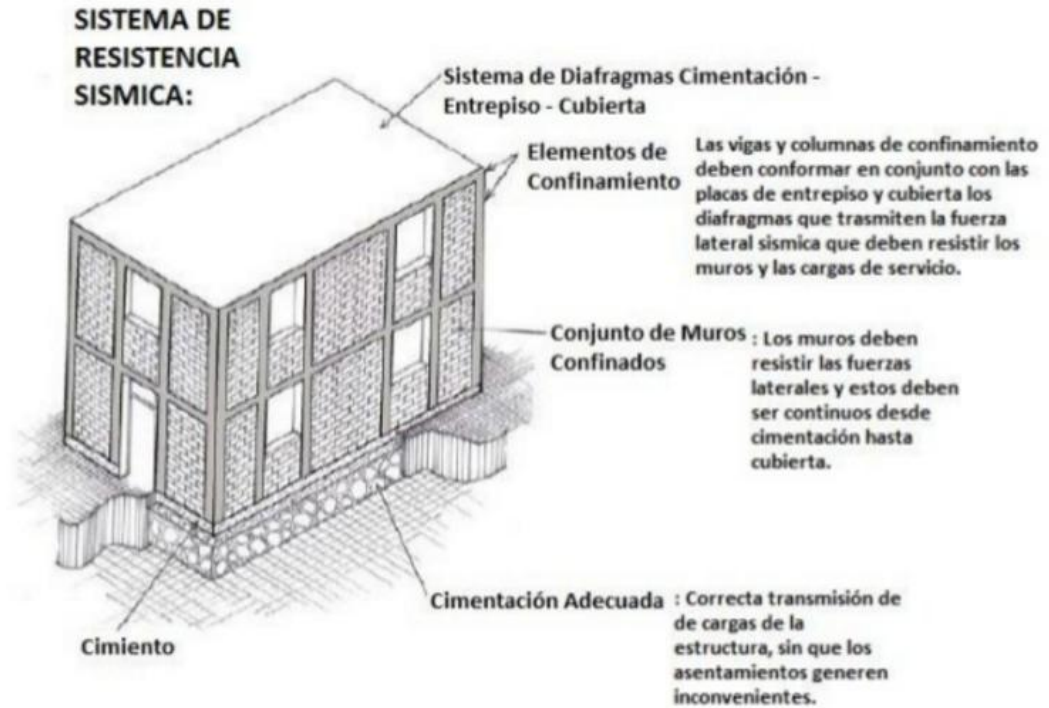 SISTEMA DE
RESISTENCIA
SISMICA:
Sistema de Diafragmas Cimentación -
Entrepiso - Cubierta
Elementos de
Confinamiento
Las vigas y columnas de confinamiento
deben conformar en conjunto con las
placas de entrepiso y cubierta los
diafragmas que trasmiten la fuerza
lateral sismica que deben resistir los
muros y las cargas de servicio.
Conjunto de Muros
Confinados
: Los muros deben
resistir las fuerzas
laterales y estos deben
ser continuos desde
cimentación hasta
cubierta.
Cimentación Adecuada
: Correcta transmisión de
de cargas de la
estructura, sin que los
asentamientos generen
inconvenientes.
Cimiento